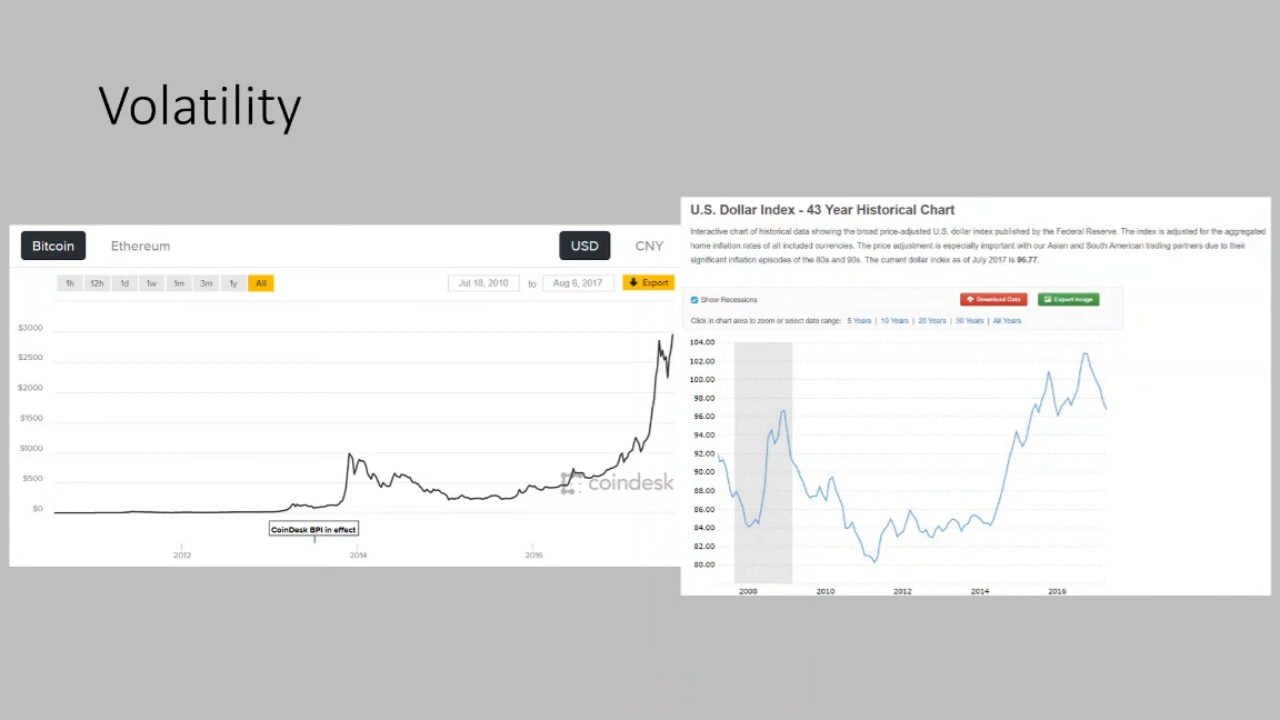 Volatility
Bitcoin Ethereum USD CNY
1h 12h 1d 1w 1m 3m 1y All Jul 18, 2010 to Aug 6, 2017 Export
$3000
$2500
$2000
$1500
$1000
$500
$0
coindesk
CoinDesk BPI in effect
2012 2014 2016
U.S. Dollar Index - 43 Year Historical Chart
Interactive chart of historical data showing the broad price-adjusted U.S. dollar index published by the Federal Reserve. The index is adjusted for the aggregated
home inflation rates of all included currencies. The price adjustment is especially important with our Asian and South American trading partners due to their
significant inflation episodes of the 80s and 90s. The current dollar index as of July 2017 is 96.77.
Show Recessions Download Data Export Image
Click in chart area to zoom or select date range: 5 Years | 10 Years | 20 Years | 30 Years | All Years
104.00
102.00
100.00
98.00
96.00
94.00
92.00
90.00
88.00
86.00
84.00
82.00
80.00
2008 2010 2012 2014 2016